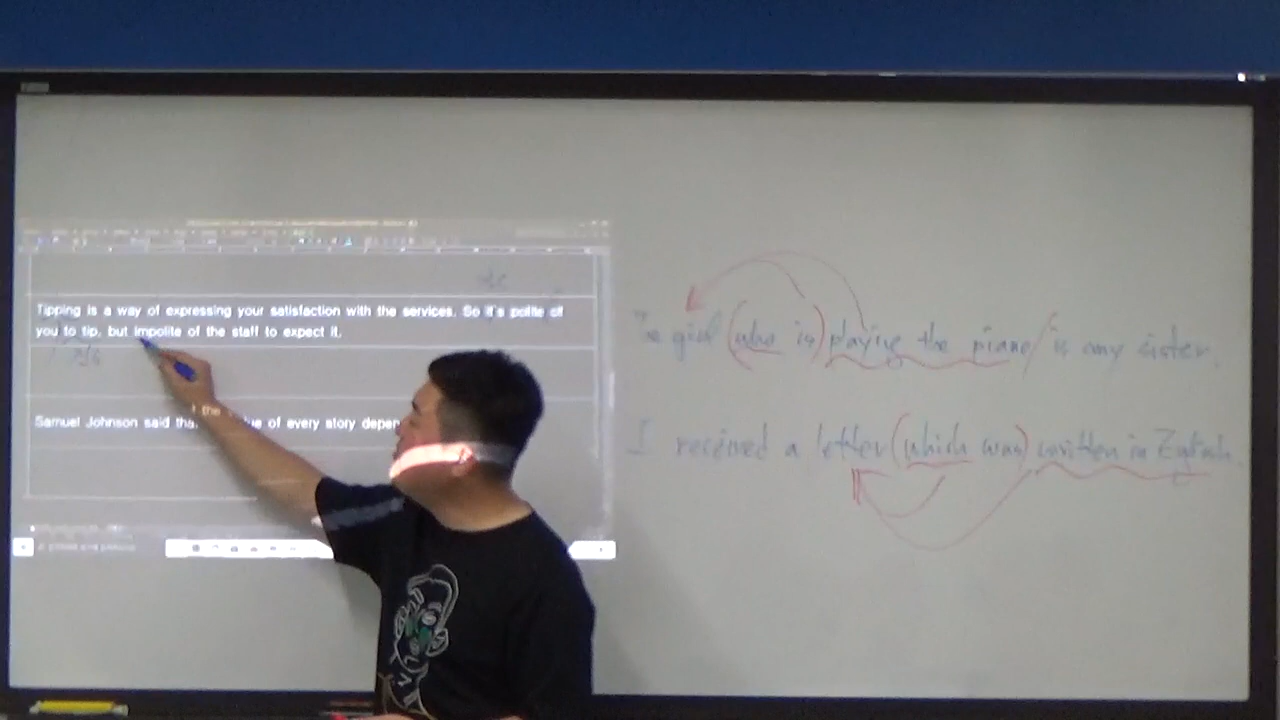 Tipping is a way of expressing your satisfaction with the services. So it's polite of
you to tip, but impolite of the staff to expect it.
Samuel Johnson said tha the ue of every story depen
The girl (who is) playing the piano / is my sister.
I received a letter (which was) written in English.